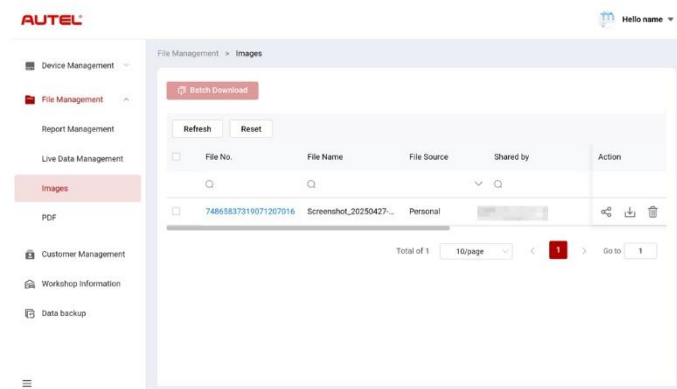 AUTEL
Hello name
Device Management
File Management
Report Management
Live Data Management
Images
PDF
Customer Management
Workshop Information
Data backup
File Management > Images
Batch Download
Refresh Reset
File No. File Name File Source Shared by Action
74865837319071207016 Screenshot_20250427-... Personal
Total of 1 10/page < 1 > Go to 1